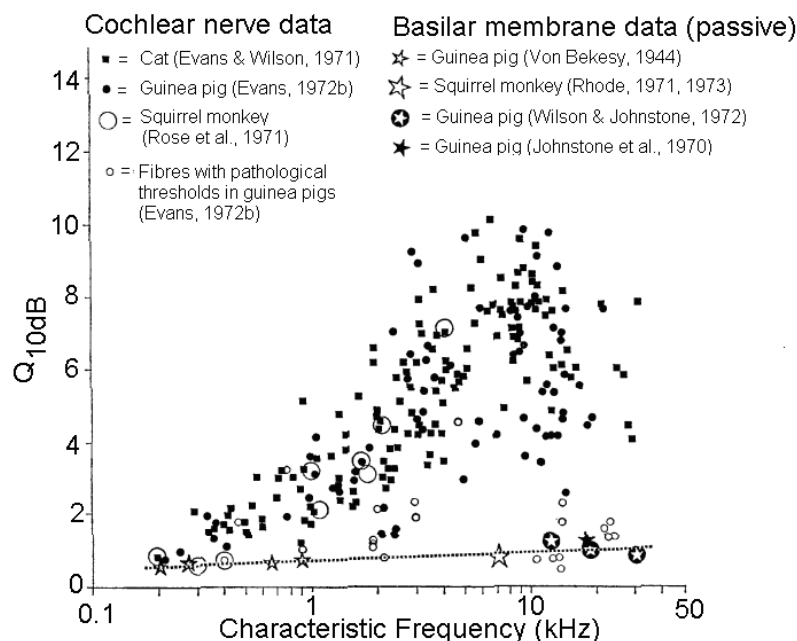 Cochlear nerve data
■ = Cat (Evans & Wilson, 1971)
● = Guinea pig (Evans, 1972b)
○ = Squirrel monkey
(Rose et al., 1971)
○ = Fibres with pathological
thresholds in guinea pigs
(Evans, 1972b)
Basilar membrane data (passive)
☆ = Guinea pig (Von Bekesy, 1944)
☆ = Squirrel monkey (Rhode, 1971, 1973)
✪ = Guinea pig (Wilson & Johnstone, 1972)
★ = Guinea pig (Johnstone et al., 1970)
14
12
10
8
6
4
2
0
Q10dB
0.1
1
10
50
Characteristic Frequency (kHz)